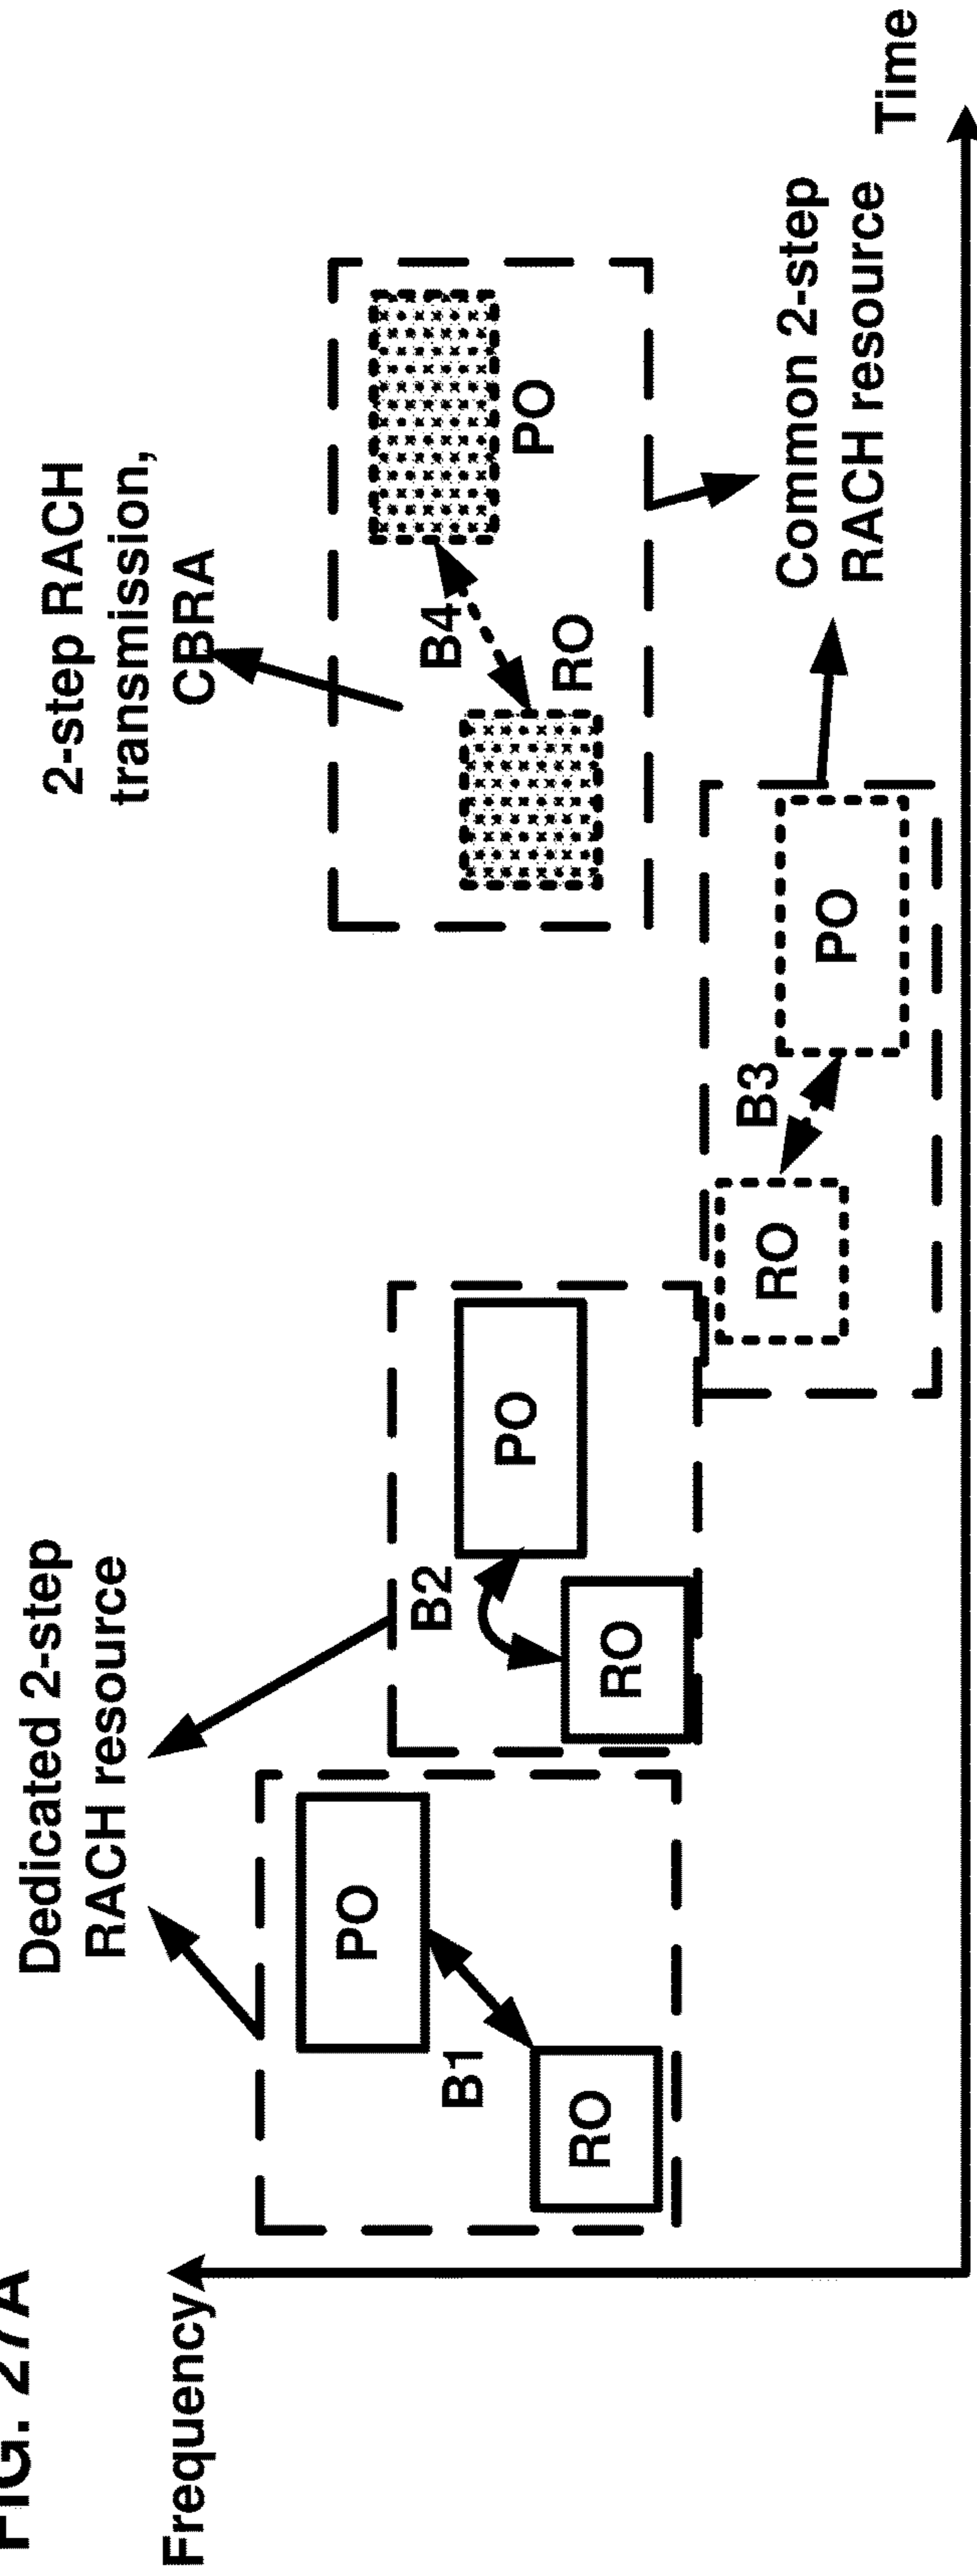 FIG. 27A
Frequency
Dedicated 2-step
RACH resource
2-step RACH
transmission,
CBRA
PO
B1
RO
B2
PO
RO
B4
PO
RO
B3
RO
PO
Common 2-step
RACH resource
Time